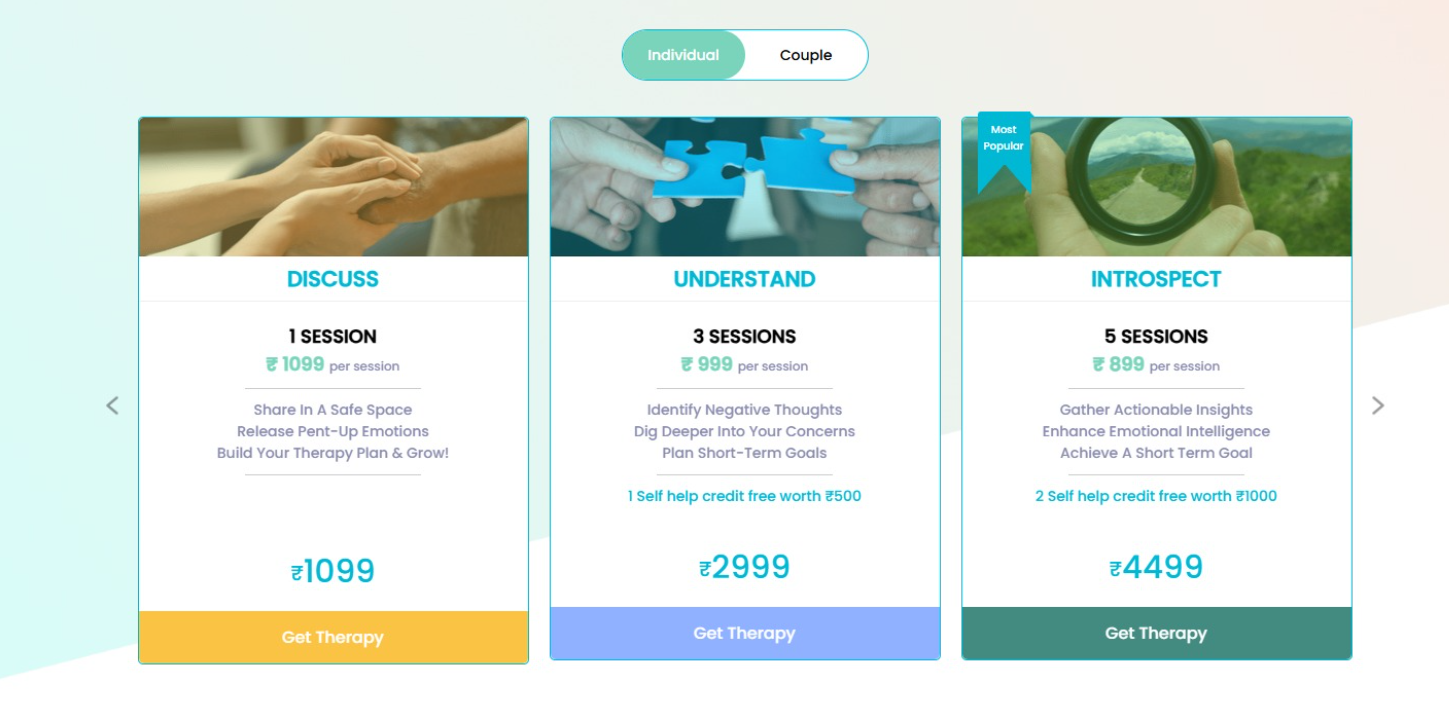 Individual
Couple
DISCUSS
1 SESSION
₹ 1099 per session
Share In A Safe Space
Release Pent-Up Emotions
Build Your Therapy Plan & Grow!
₹1099
Get Therapy
UNDERSTAND
3 SESSIONS
₹ 999 per session
Identify Negative Thoughts
Dig Deeper Into Your Concerns
Plan Short-Term Goals
1 Self help credit free worth ₹500
₹2999
Get Therapy
Most
Popular
INTROSPECT
5 SESSIONS
₹ 899 per session
Gather Actionable Insights
Enhance Emotional Intelligence
Achieve A Short Term Goal
2 Self help credit free worth ₹1000
₹4499
Get Therapy